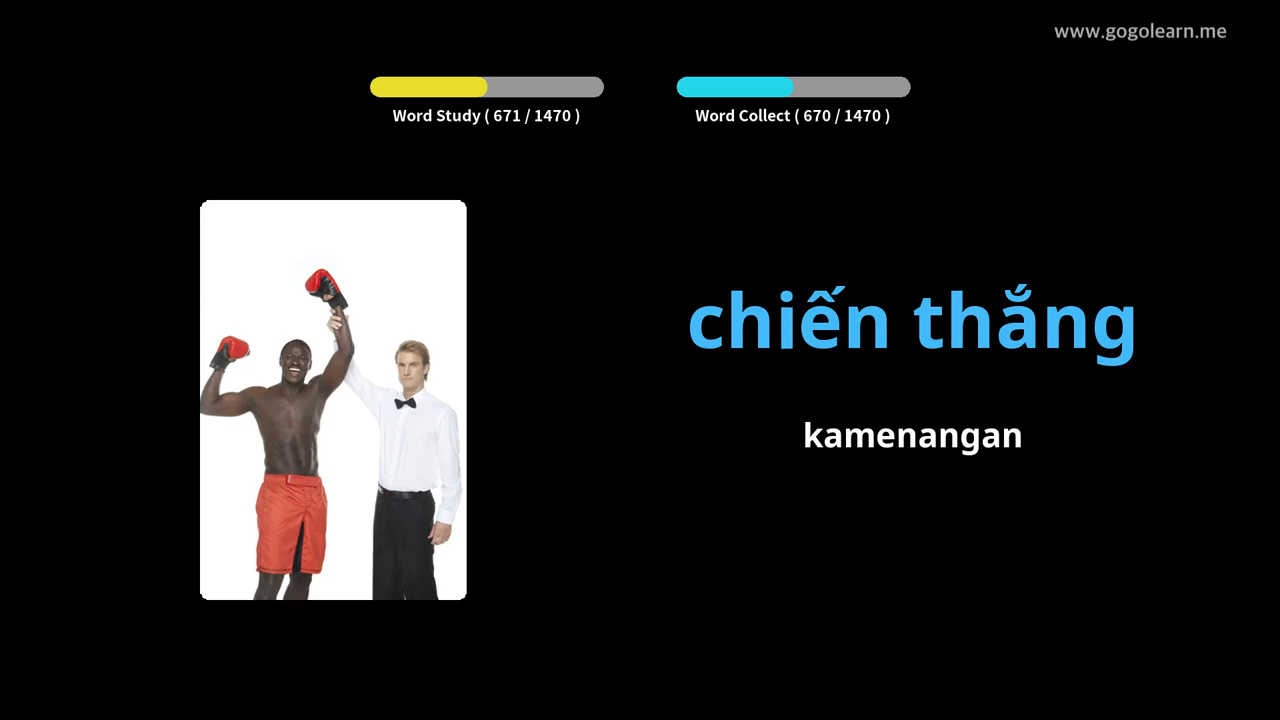 www.gogolearn.me
Word Study ( 671 / 1470 )
Word Collect ( 670 / 1470 )
chiến thắng
kamenangan